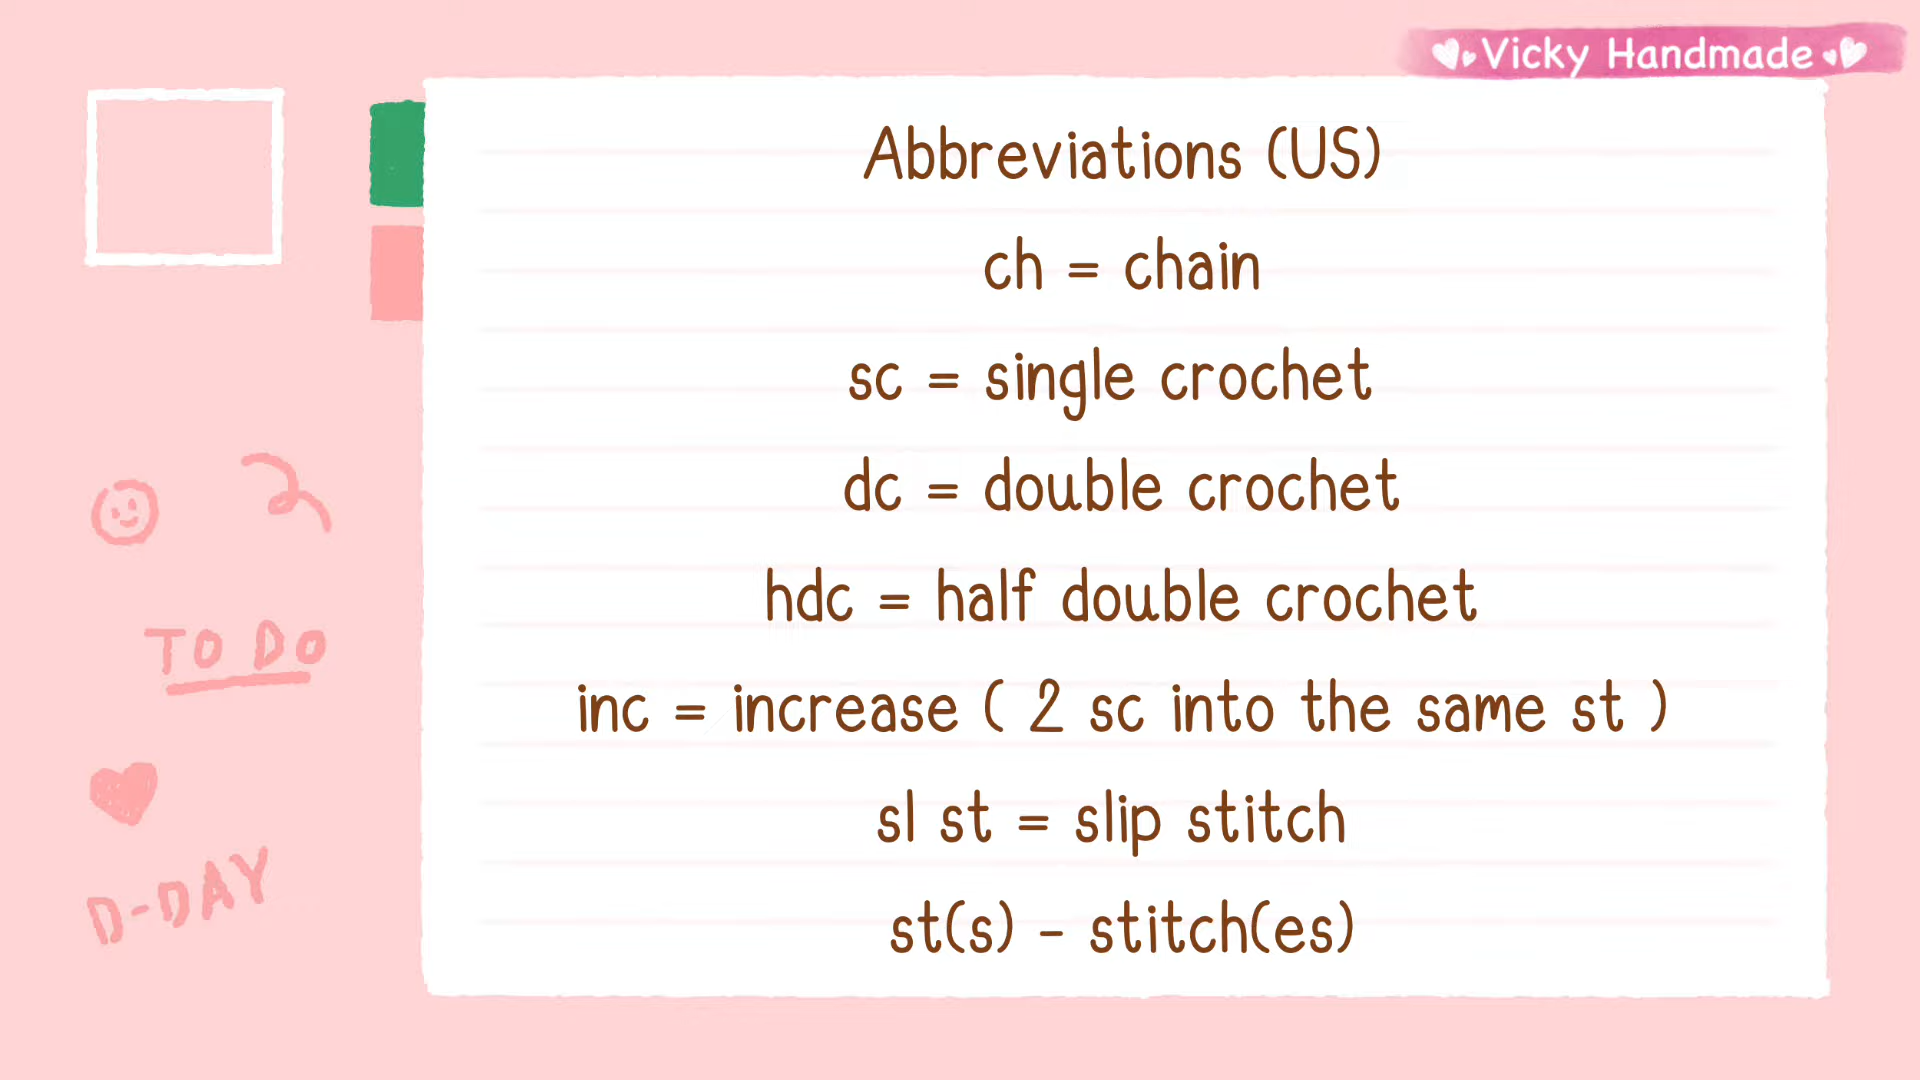 Vicky Handmade
Abbreviations (US)
ch = chain
sc = single crochet
dc = double crochet
hdc = half double crochet
inc = increase ( 2 sc into the same st )
sl st = slip stitch
st(s) - stitch(es)
TO DO
D-DAY